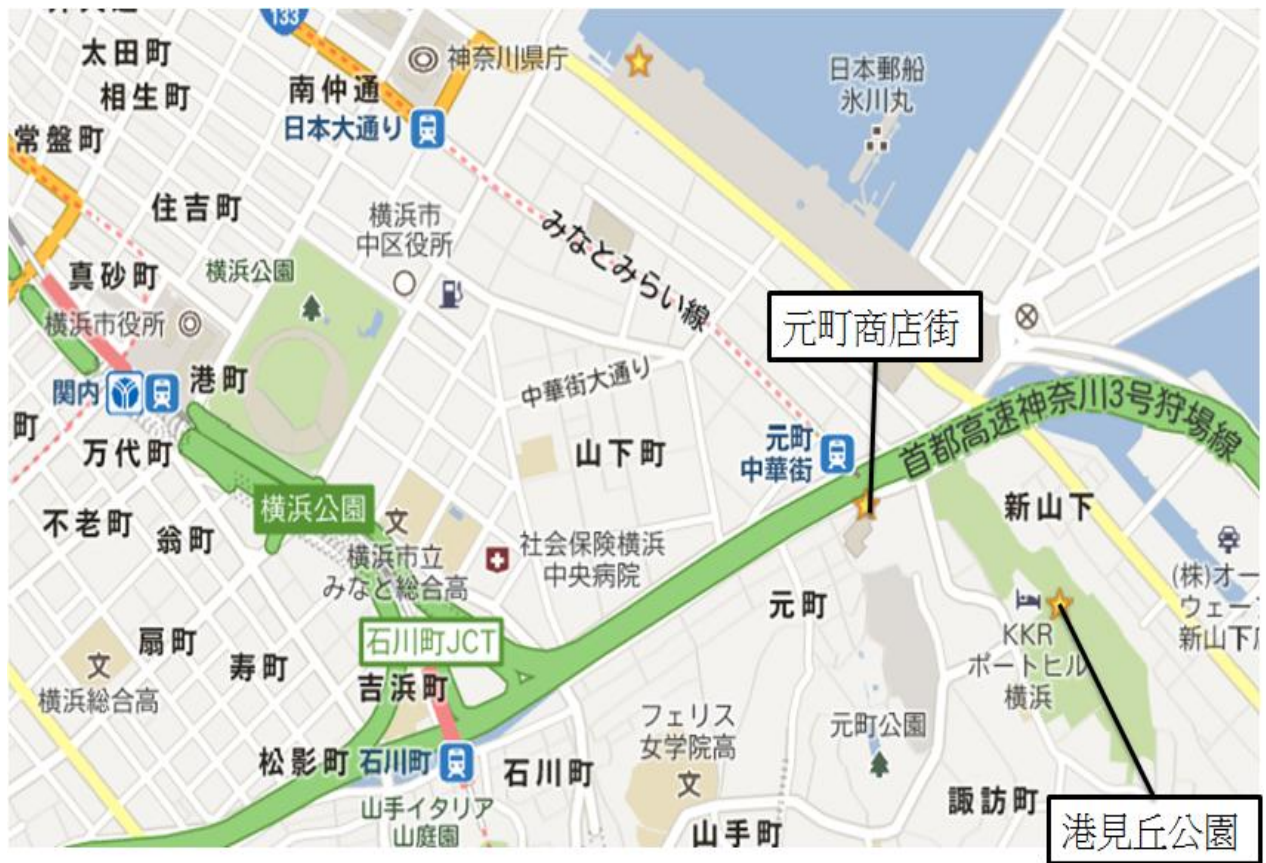 133
太田町
神奈川県庁
日本郵船
氷川丸
相生町
南仲通
日本大通り
常盤町
住吉町
横浜市
中区役所
みなとみらい線
真砂町
横浜公園
横浜市役所
元町商店街
関内
港町
中華街大通り
町
万代町
山下町
元町
中華街
首都高速神奈川3号狩場線
横浜公園
不老町
翁町
文
新山下
横浜市立
みなと総合高
社会保険横浜
中央病院
(株)オー
ウェー
新山下
元町
KKR
ポートヒル
横浜
石川町JCT
扇町
文
寿町
横浜総合高
吉浜町
フェリス
女学院高
文
元町公園
松影町
石川町
石川町
山手イタリア
山庭園
諏訪町
山手町
港見丘公園